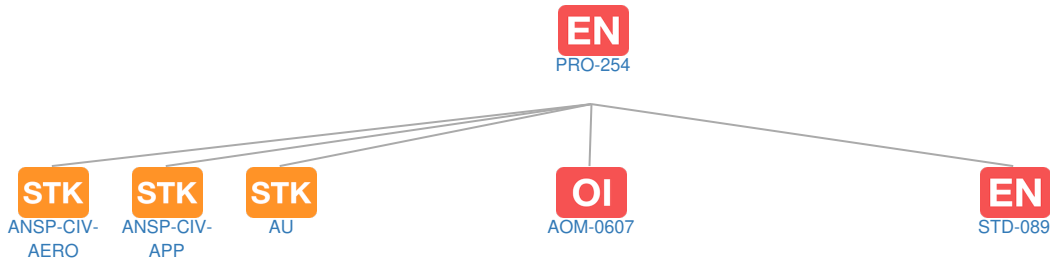 EN
PRO-254
STK
STK
STK
OI
EN
ANSP-CIV-
AERO
ANSP-CIV-
APP
AU
AOM-0607
STD-089